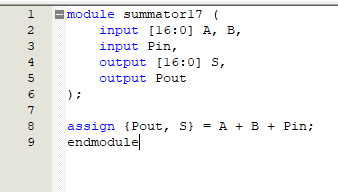 1 module summator17 (
2 input [16:0] A, B,
3 input Pin,
4 output [16:0] S,
5 output Pout
6 );
7
8 assign {Pout, S} = A + B + Pin;
9 endmodule